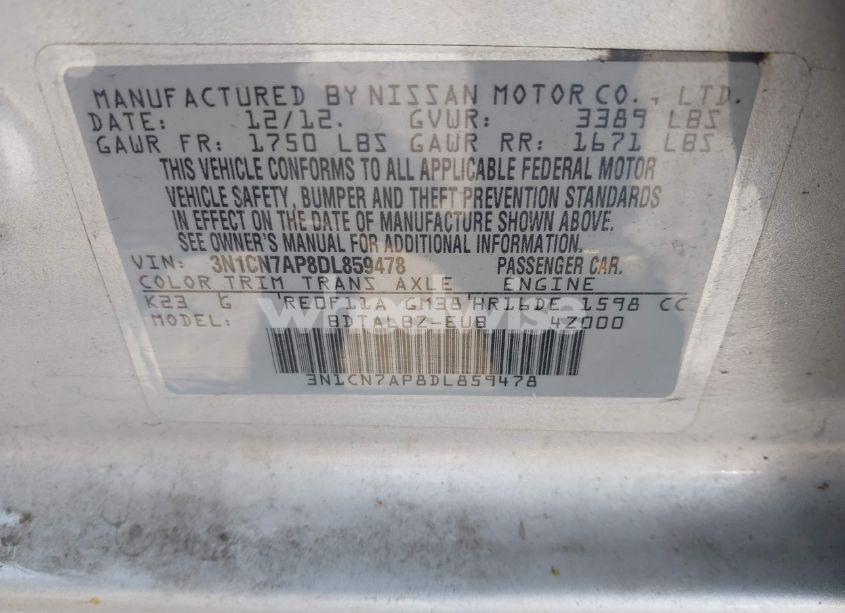 MANUFACTURED BY NISSAN MOTOR CO., LTD.
DATE: 12/12. GVWR: 3389 LBS
GAWR FR: 1750 LBS GAWR RR: 1671 LBS
THIS VEHICLE CONFORMS TO ALL APPLICABLE FEDERAL MOTOR
VEHICLE SAFETY, BUMPER AND THEFT PREVENTION STANDARDS
IN EFFECT ON THE DATE OF MANUFACTURE SHOWN ABOVE.
SEE OWNER'S MANUAL FOR ADDITIONAL INFORMATION.
VIN: 3N1CN7AP8DL859478 PASSENGER CAR.
COLOR TRIM TRANS AXLE ENGINE
K23 G RE0F11A GM38 HR16DE 1598 CC
MODEL: BDTALBZ-EUB 4Z000
3N1CN7AP8DL859478